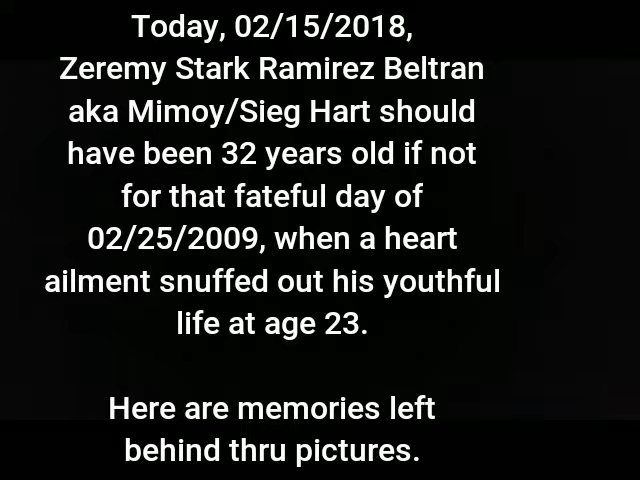 Today, 02/15/2018,
Zeremy Stark Ramirez Beltran
aka Mimoy/Sieg Hart should
have been 32 years old if not
for that fateful day of
02/25/2009, when a heart
ailment snuffed out his youthful
life at age 23.
Here are memories left
behind thru pictures.